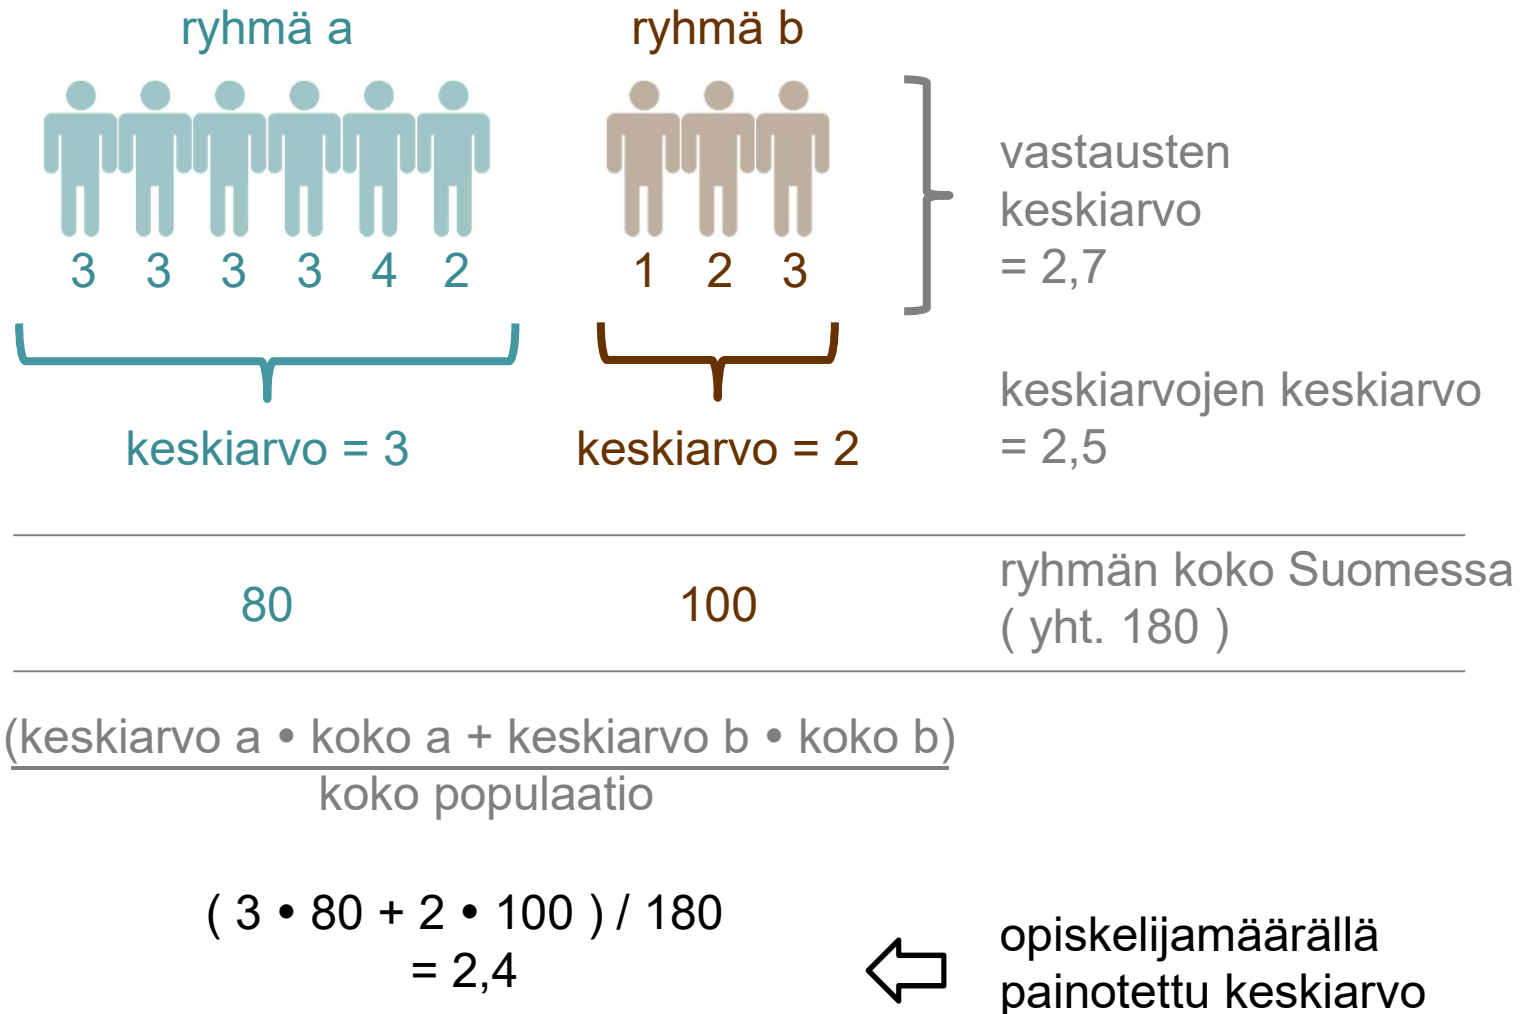 ryhmä a
ryhmä b
3 3 3 3 4 2
1 2 3
vastausten
keskiarvo
= 2,7
keskiarvo = 3
keskiarvo = 2
keskiarvojen keskiarvo
= 2,5
80
100
ryhmän koko Suomessa
( yht. 180 )
(keskiarvo a • koko a + keskiarvo b • koko b)
koko populaatio
( 3 • 80 + 2 • 100 ) / 180
= 2,4
opiskelijamäärällä
painotettu keskiarvo